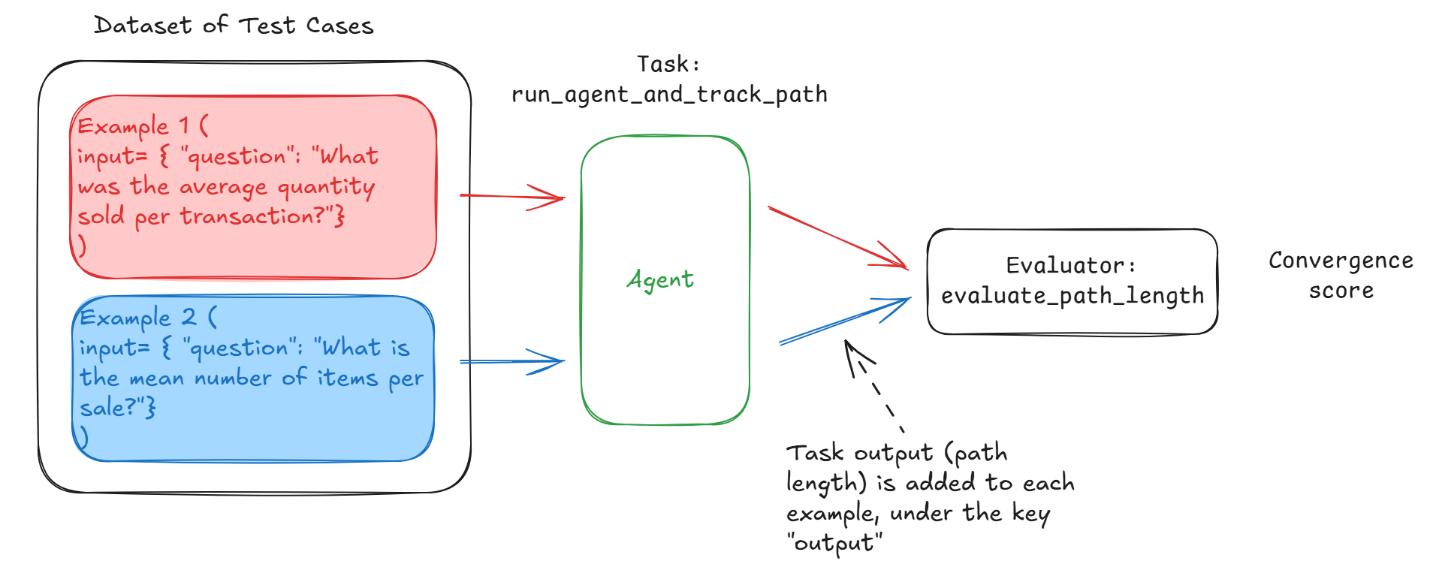 Dataset of Test Cases
Example 1 (
input= { "question": "What
was the average quantity
sold per transaction?"}
)
Example 2 (
input= { "question": "What is
the mean number of items per
sale?"}
)
Task:
run_agent_and_track_path
Agent
Evaluator:
evaluate_path_length
Convergence
score
Task output (path
length) is added to each
example, under the key
"output"